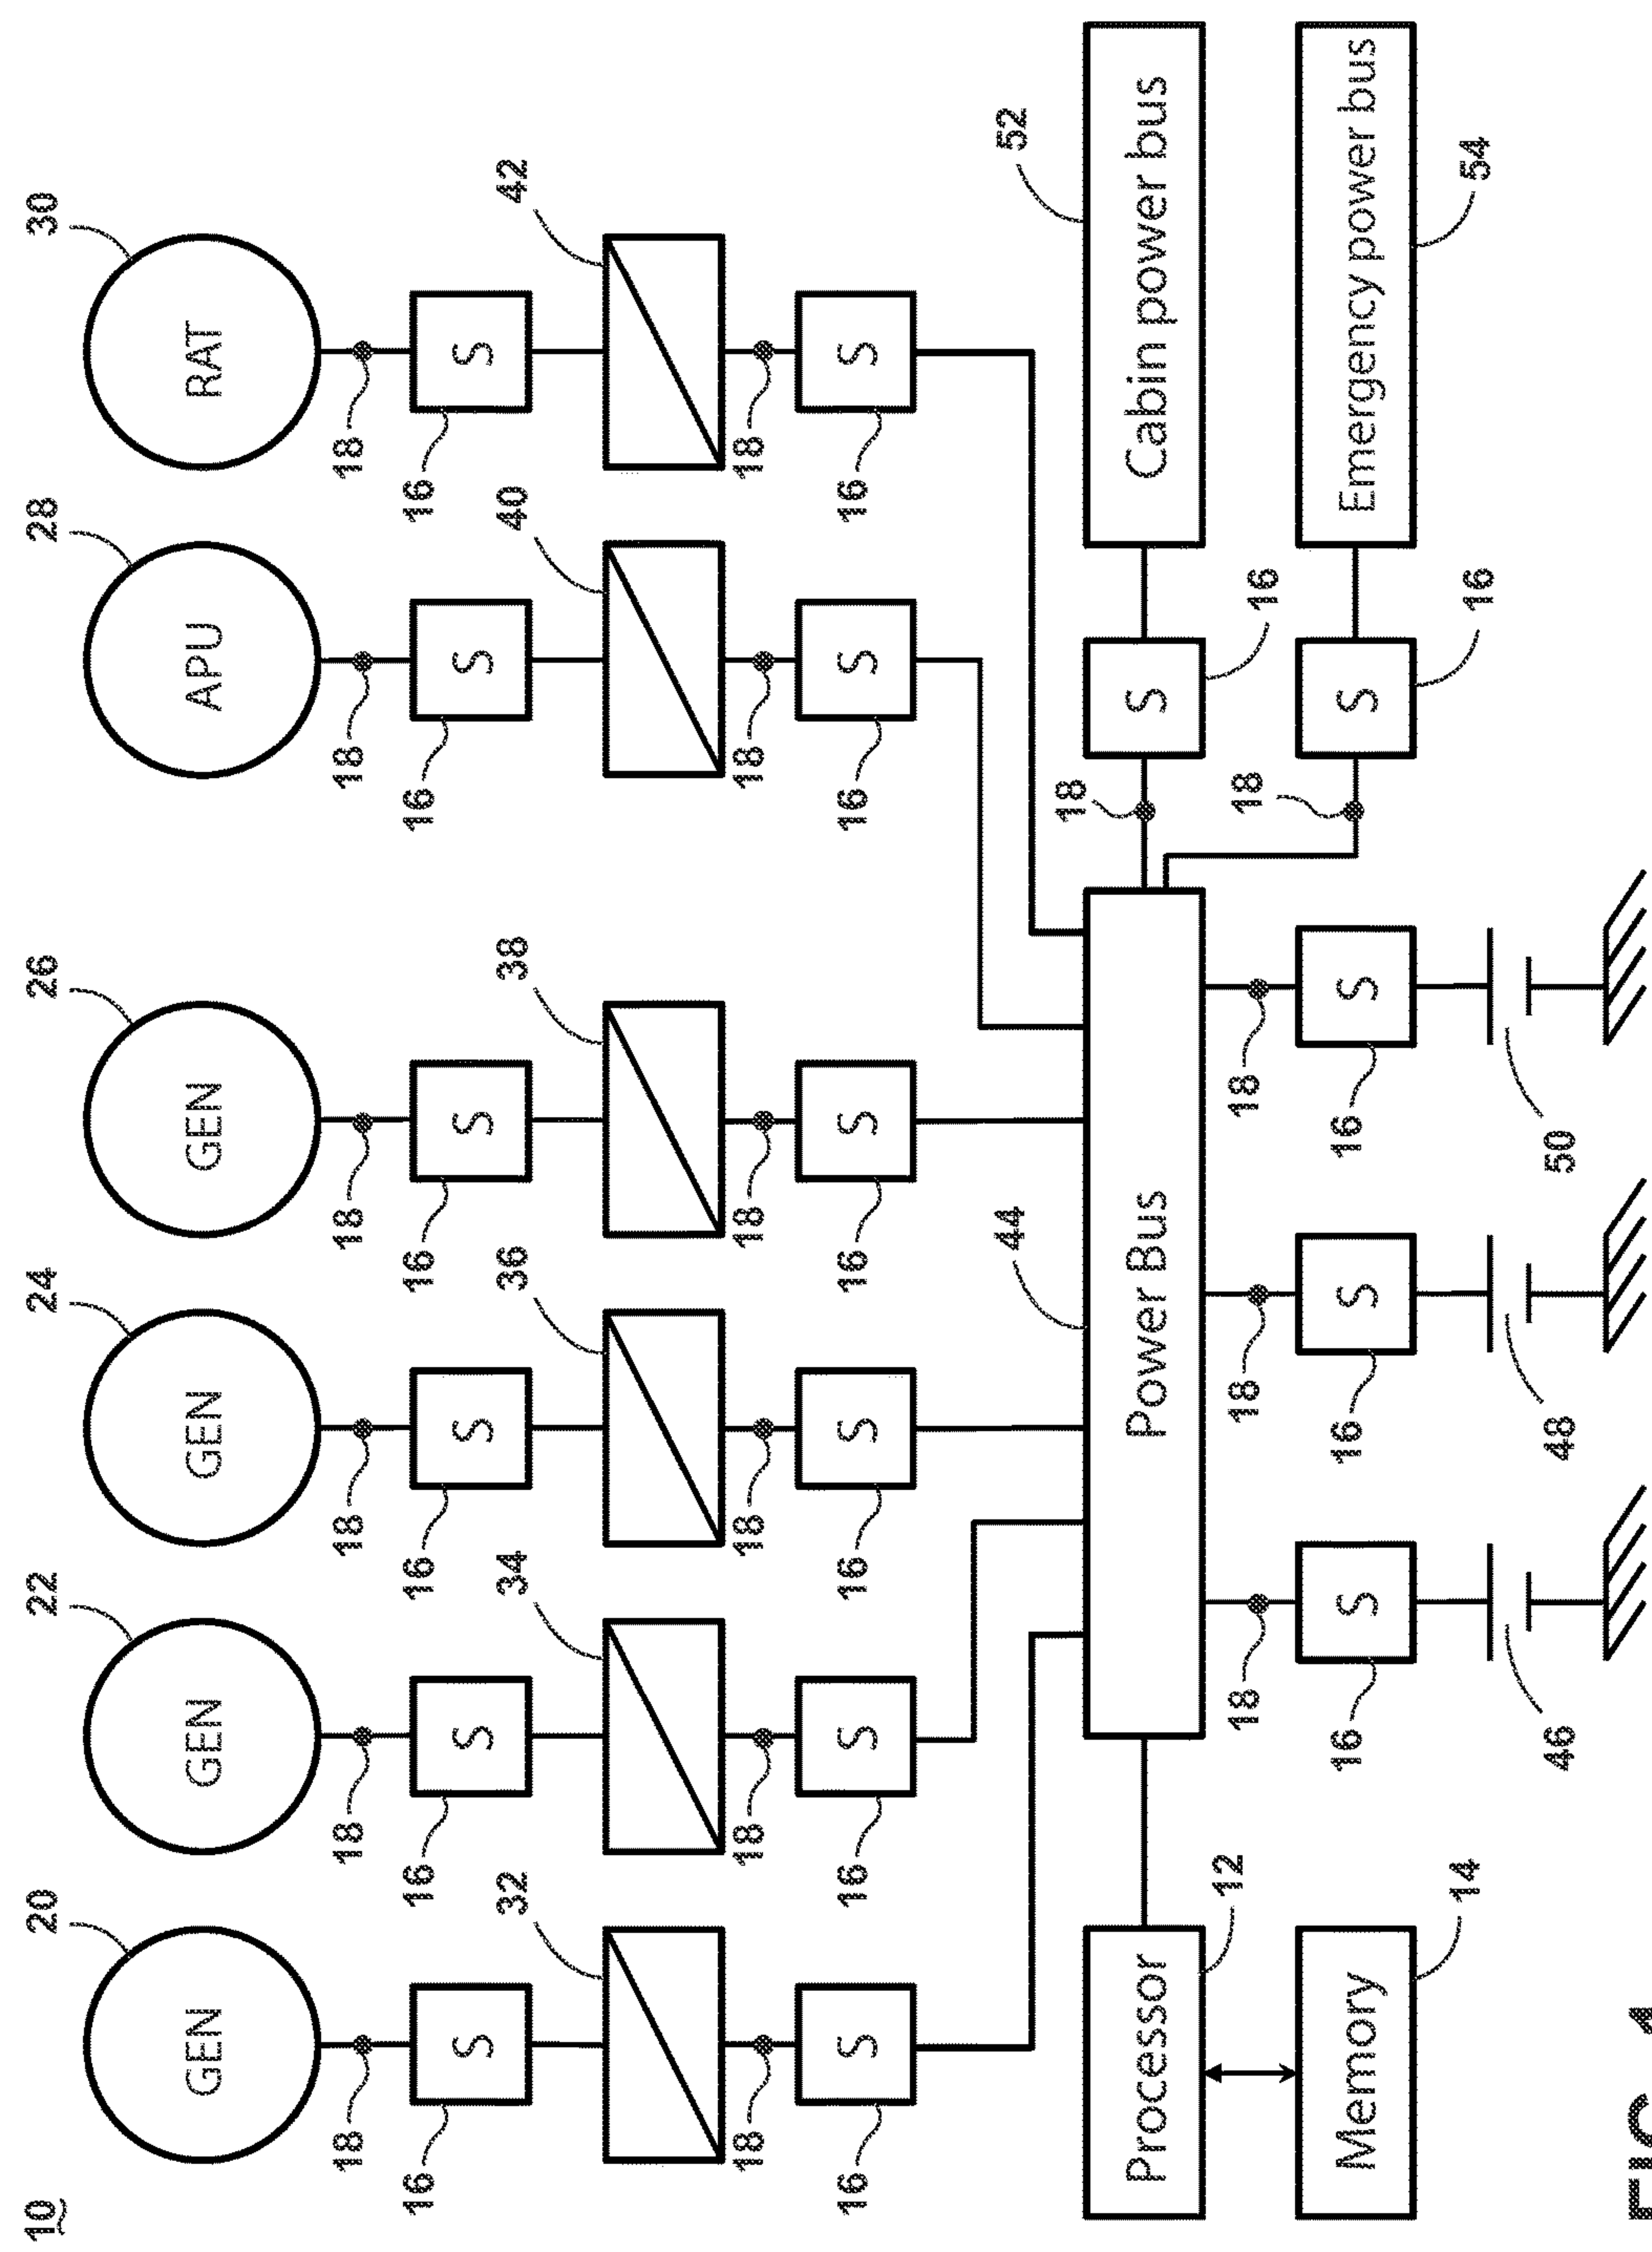 10 20 22 24 26 28 30
GEN GEN GEN GEN APU RAT
18 18 18 18 18 18
16 S 16 S 16 S 16 S 16 S 16 S
32 34 36 38 40 42
18 18 18 18 18 18
16 S 16 S 16 S 16 S 16 S 16 S
44 52
18
Processor Power Bus S Cabin power bus
12 18 18 18 18 16
Memory 16 S 16 S 16 S S Emergency power bus
14 16 54
46 48 50
FIG. 1